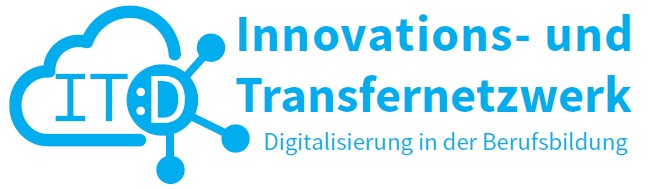 IT:D
Innovations- und
Transfernetzwerk
Digitalisierung in der Berufsbildung